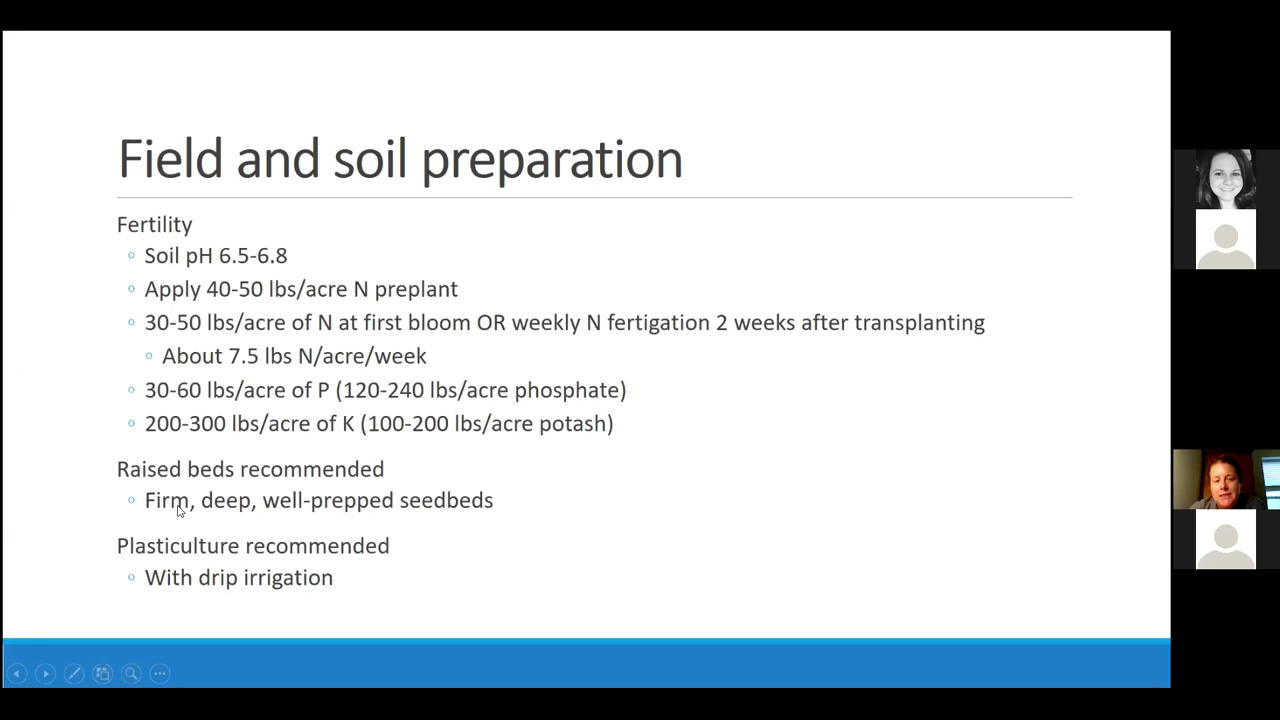 Field and soil preparation
Fertility
Soil pH 6.5-6.8
Apply 40-50 lbs/acre N preplant
30-50 lbs/acre of N at first bloom OR weekly N fertigation 2 weeks after transplanting
About 7.5 lbs N/acre/week
30-60 lbs/acre of P (120-240 lbs/acre phosphate)
200-300 lbs/acre of K (100-200 lbs/acre potash)
Raised beds recommended
Firm, deep, well-prepped seedbeds
Plasticulture recommended
With drip irrigation